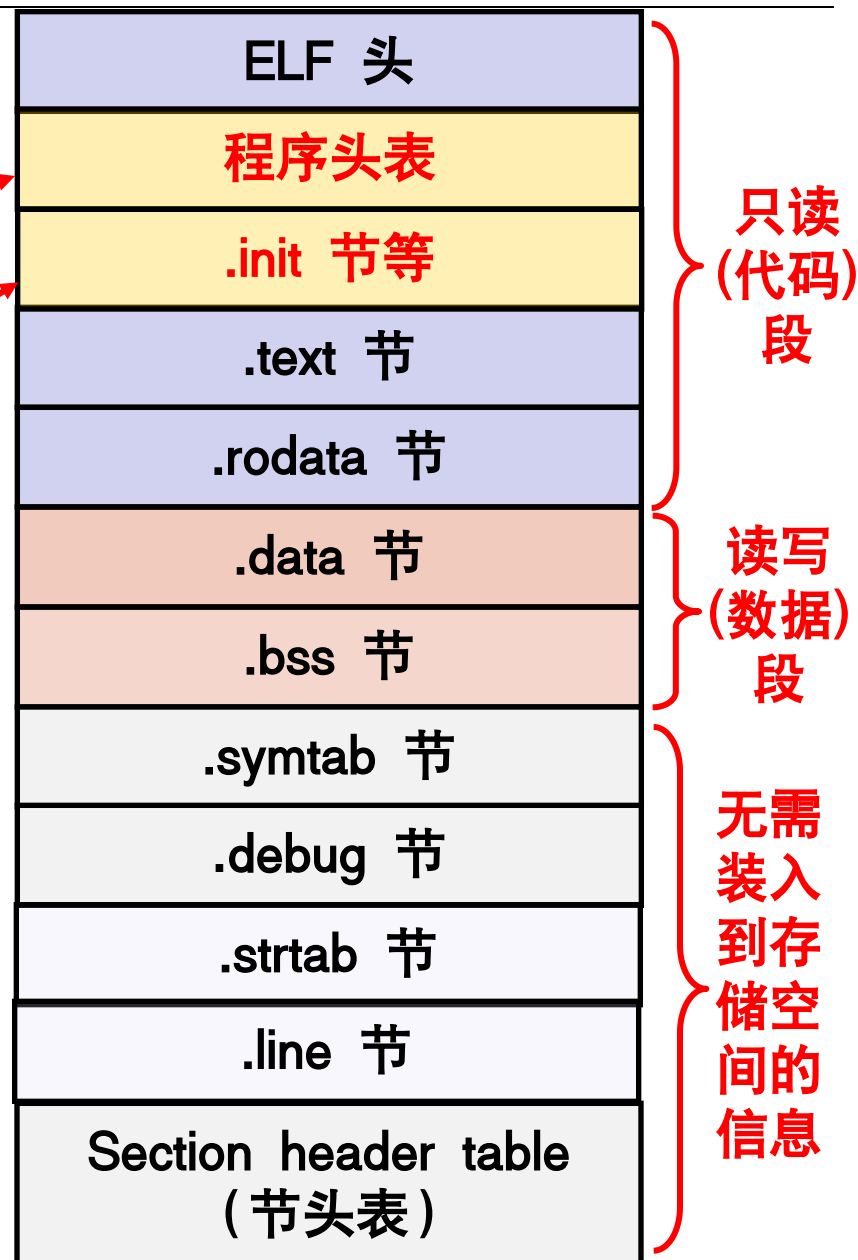 ELF 头
程序头表
.init 节等
.text 节
.rodata 节
只读
(代码)
段
.data 节
.bss 节
读写
(数据)
段
.symtab 节
.debug 节
.strtab 节
.line 节
Section header table
(节头表)
无需
装入
到存
储空
间的
信息